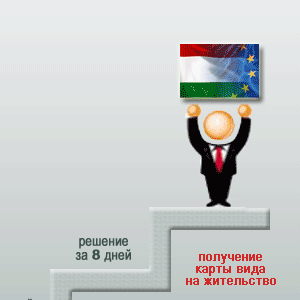 решение
за 8 дней
получение
карты вида
на жительство